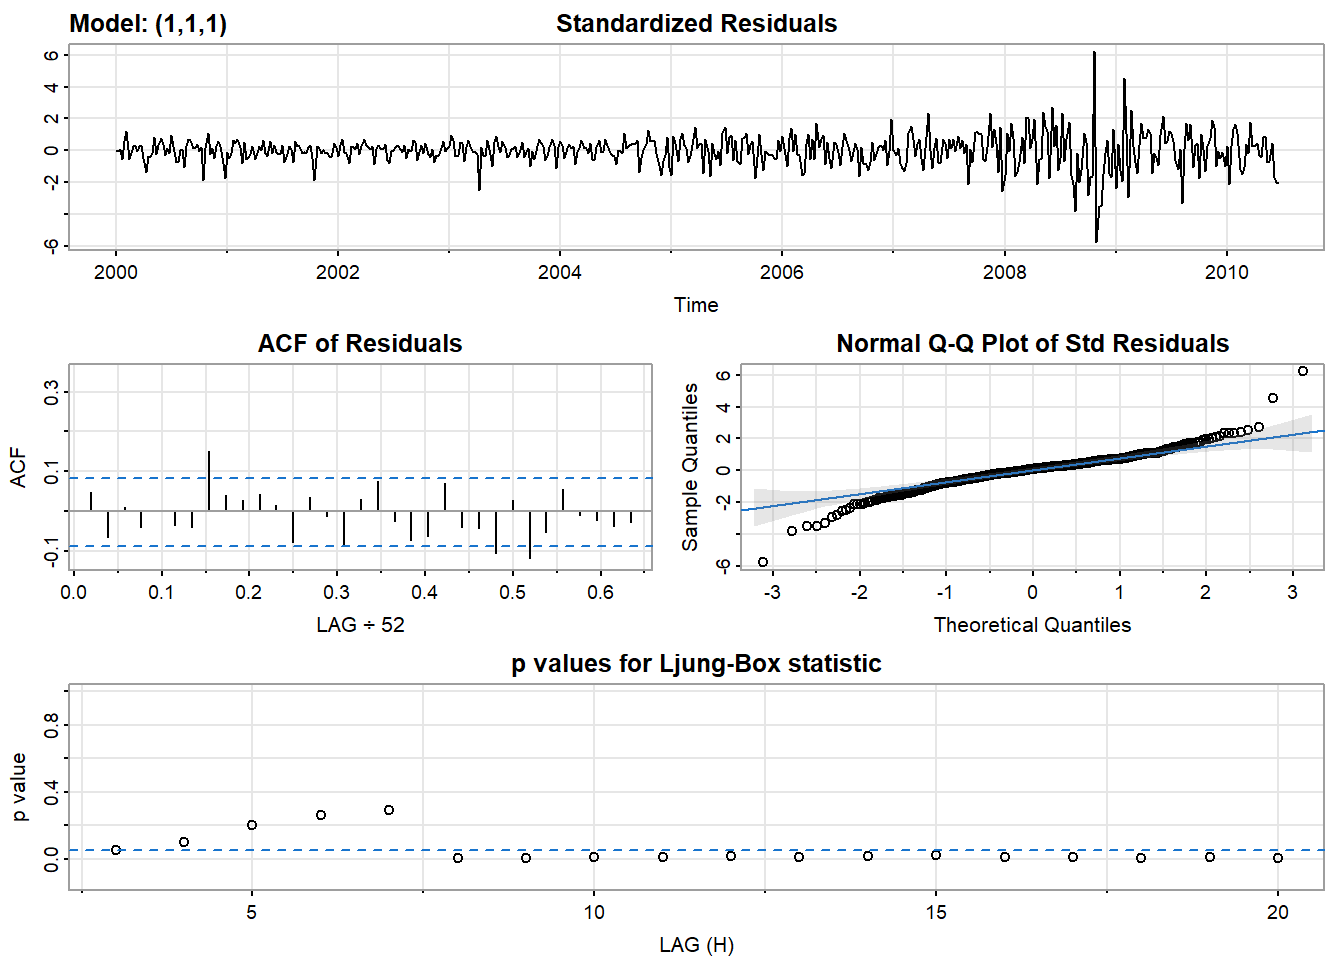 Model: (1,1,1) Standardized Residuals
6
4
2
0
-2
-6
2000 2002 2004 2006 2008 2010
Time
ACF of Residuals
ACF
0.3
0.1
-0.1
0.0 0.1 0.2 0.3 0.4 0.5 0.6
LAG ÷ 52
Normal Q-Q Plot of Std Residuals
Sample Quantiles
6
4
2
0
-2
-6
-3 -2 -1 0 1 2 3
Theoretical Quantiles
p values for Ljung-Box statistic
p value
0.8
0.4
0.0
5 10 15 20
LAG (H)